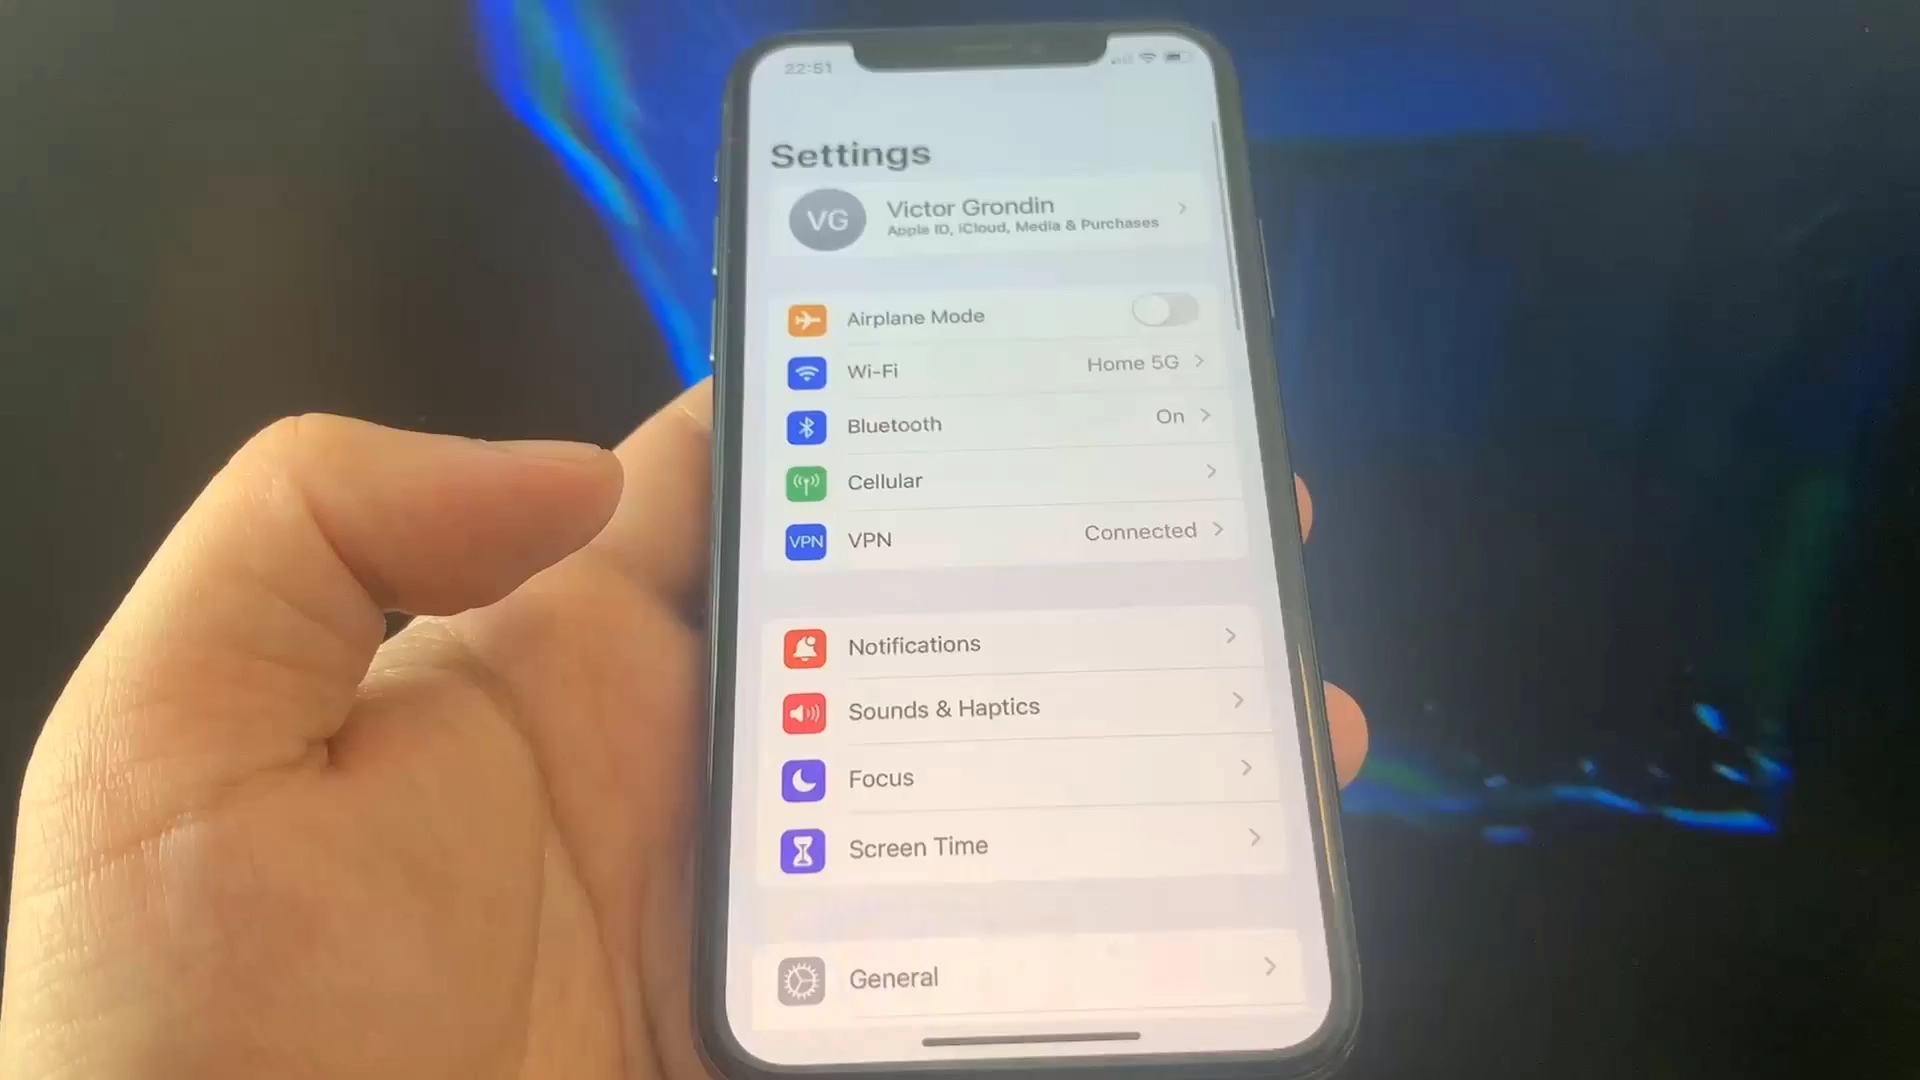 22:51
Settings
VG
Victor Grondin
Apple ID, iCloud, Media & Purchases
Airplane Mode
Wi-Fi
Home 5G
Bluetooth
On
Cellular
VPN
VPN
Connected
Notifications
Sounds & Haptics
Focus
Screen Time
General